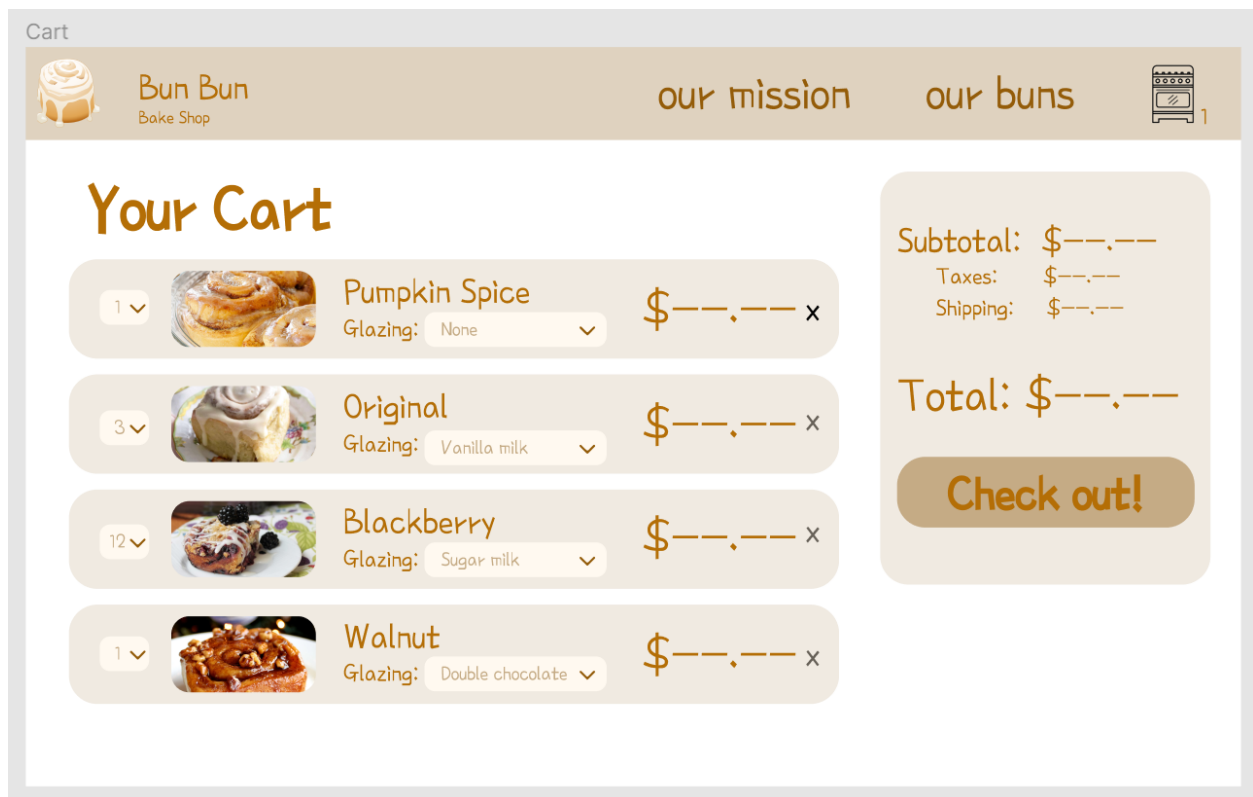 Cart
Bun Bun
Bake Shop
our mission
our buns
1
Your Cart
1
Pumpkin Spice
Glazing: None
$--.-- x
3
Original
Glazing: Vanilla milk
$--.-- x
12
Blackberry
Glazing: Sugar milk
$--.-- x
1
Walnut
Glazing: Double chocolate
$--.-- x
Subtotal: $--.--
Taxes: $--.--
Shipping: $--.--
Total: $--.--
Check out!